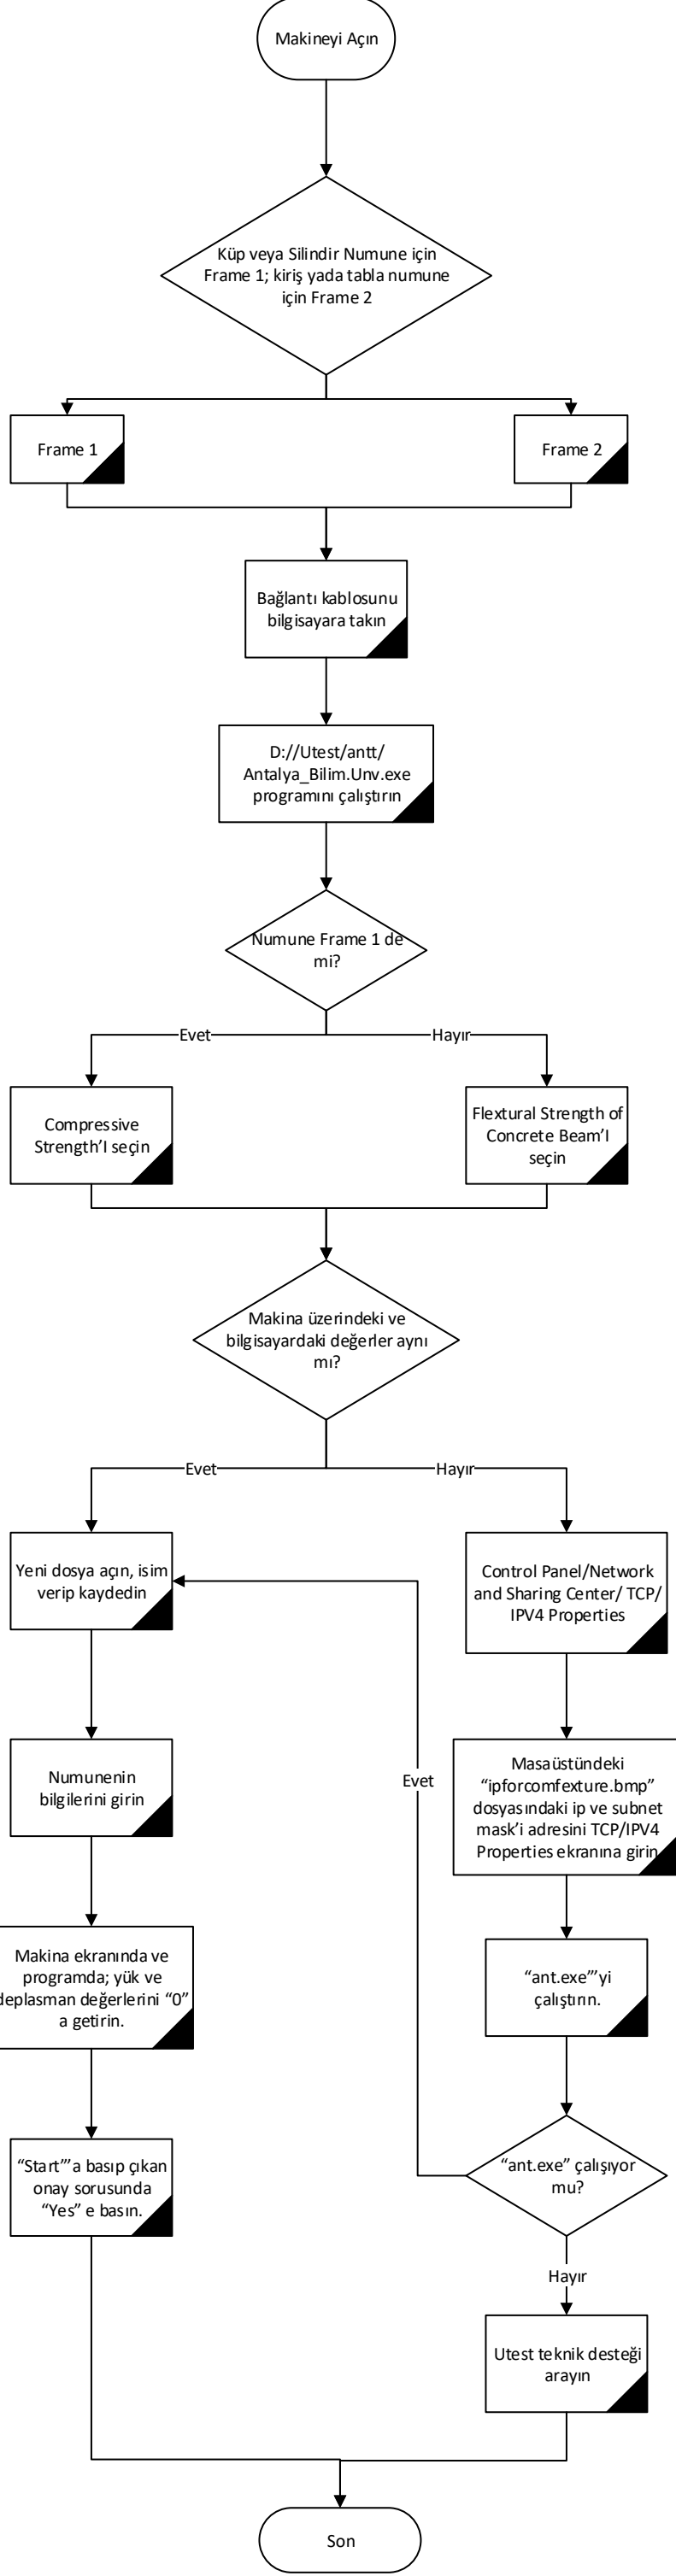 Makineyi Açın
Küp veya Silindir Numune için
Frame 1; kiriş yada tabla numune
için Frame 2
Frame 1
Frame 2
Bağlantı kablosunu
bilgisayara takın
D://Utest/antt/
Antalya_Bilim.Unv.exe
programını çalıştırın
Numune Frame 1 de
mi?
Evet
Hayır
Compressive
Strength’I seçin
Flextural Strength of
Concrete Beam’I
seçin
Makina üzerindeki ve
bilgisayardaki değerler aynı
mı?
Evet
Hayır
Yeni dosya açın, isim
verip kaydedin
Control Panel/Network
and Sharing Center/ TCP/
IPV4 Properties
Numunenin
bilgilerini girin
Evet
Masaüstündeki
“ipforcomfexture.bmp”
dosyasındaki ip ve subnet
mask’i adresini TCP/IPV4
Properties ekranına girin
Makina ekranında ve
programda; yük ve
deplasman değerlerini “0”
a getirin.
“ant.exe”’yi
çalıştırın.
“Start”’a basıp çıkan
onay sorusunda
“Yes” e basın.
“ant.exe” çalışıyor
mu?
Hayır
Utest teknik desteği
arayın
Son